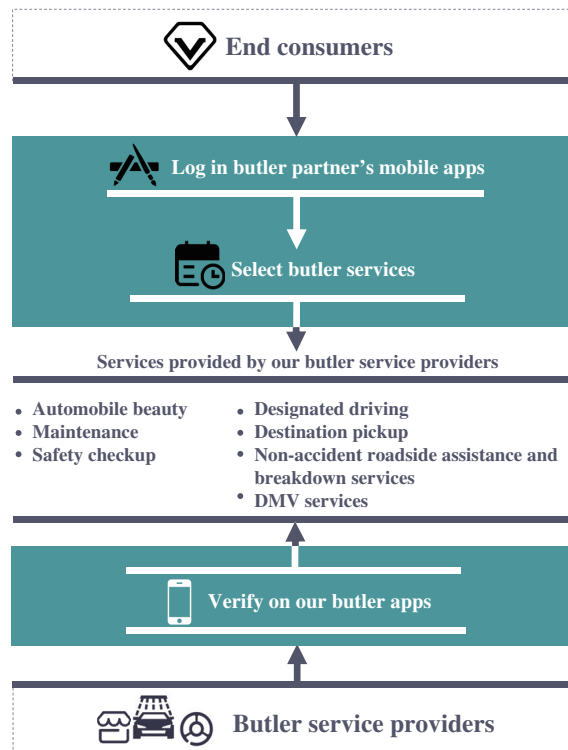 End consumers
Log in butler partner’s mobile apps
Select butler services
Services provided by our butler service providers
• Automobile beauty
• Maintenance
• Safety checkup
• Designated driving
• Destination pickup
• Non-accident roadside assistance and
breakdown services
• DMV services
Verify on our butler apps
Butler service providers